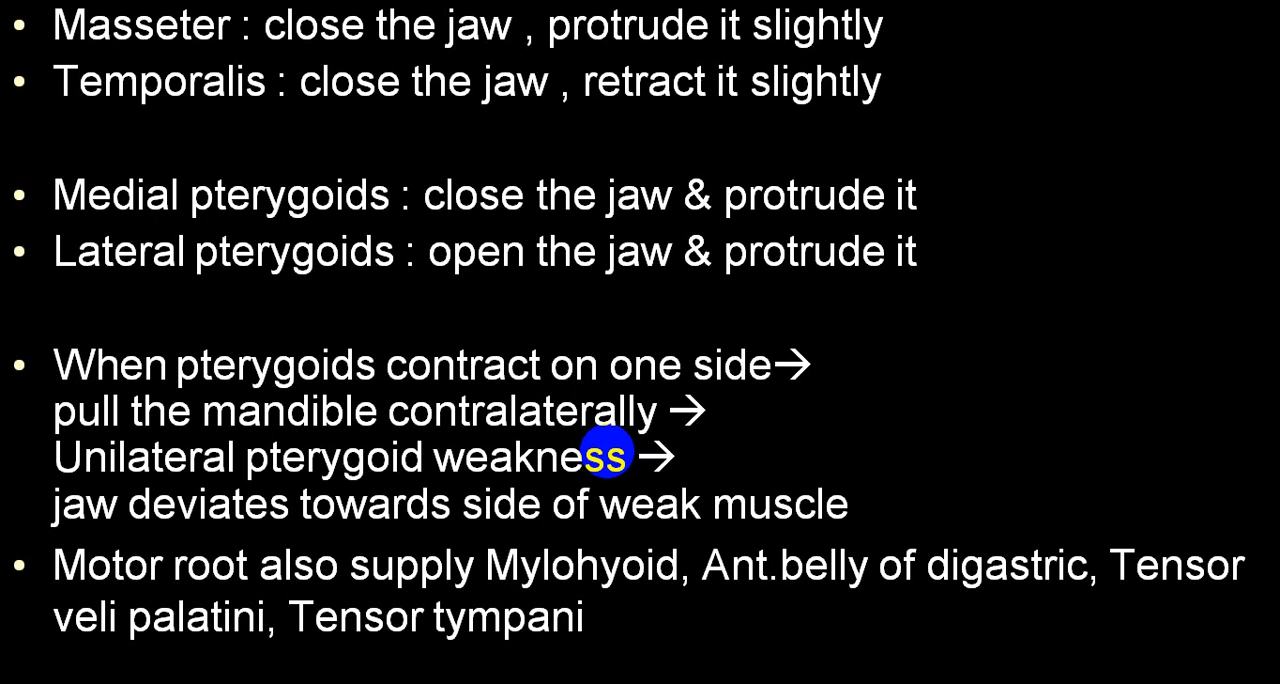 • Masseter : close the jaw , protrude it slightly
• Temporalis : close the jaw , retract it slightly
• Medial pterygoids : close the jaw & protrude it
• Lateral pterygoids : open the jaw & protrude it
• When pterygoids contract on one side→
pull the mandible contralaterally →
Unilateral pterygoid weakness →
jaw deviates towards side of weak muscle
• Motor root also supply Mylohyoid, Ant.belly of digastric, Tensor
veli palatini, Tensor tympani